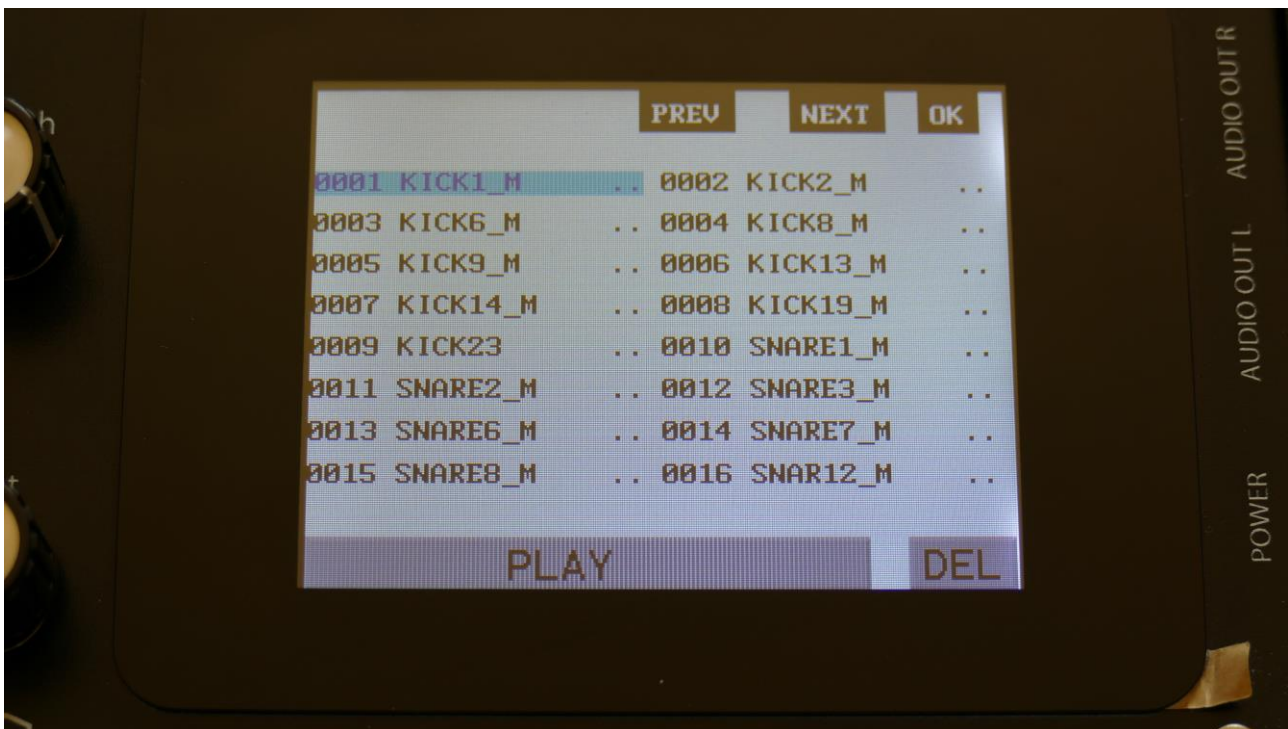 PREV NEXT OK
0001 KICK1_M .. 0002 KICK2_M ..
0003 KICK6_M .. 0004 KICK8_M ..
0005 KICK9_M .. 0006 KICK13_M ..
0007 KICK14_M .. 0008 KICK19_M ..
0009 KICK23 .. 0010 SNARE1_M ..
0011 SNARE2_M .. 0012 SNARE3_M ..
0013 SNARE6_M .. 0014 SNARE7_M ..
0015 SNARE8_M .. 0016 SNAR12_M ..
PLAY DEL
AUDIO OUT R
AUDIO OUT L
POWER